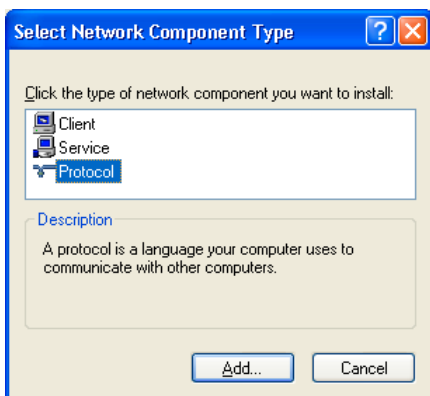 Select Network Component Type
Click the type of network component you want to install:
Client
Service
Protocol
Description
A protocol is a language your computer uses to
communicate with other computers.
Add...
Cancel